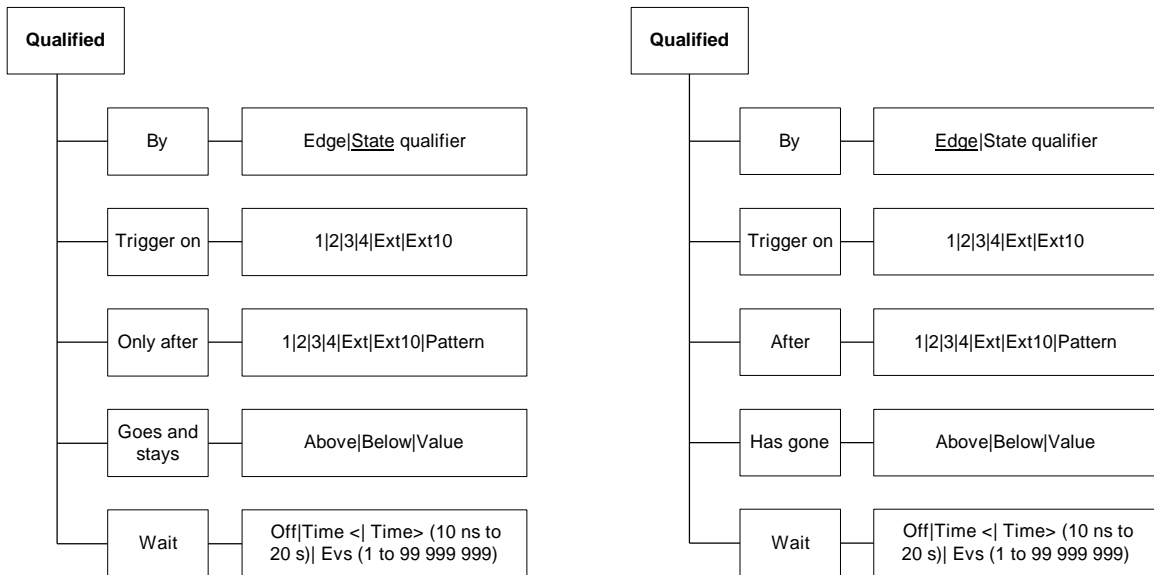 Qualified
By
Edge|State qualifier
Trigger on
1|2|3|4|Ext|Ext10
Only after
1|2|3|4|Ext|Ext10|Pattern
Goes and
stays
Above|Below|Value
Wait
Off|Time <| Time> (10 ns to
20 s)| Evs (1 to 99 999 999)
Qualified
By
Edge|State qualifier
Trigger on
1|2|3|4|Ext|Ext10
After
1|2|3|4|Ext|Ext10|Pattern
Has gone
Above|Below|Value
Wait
Off|Time <| Time> (10 ns to
20 s)| Evs (1 to 99 999 999)